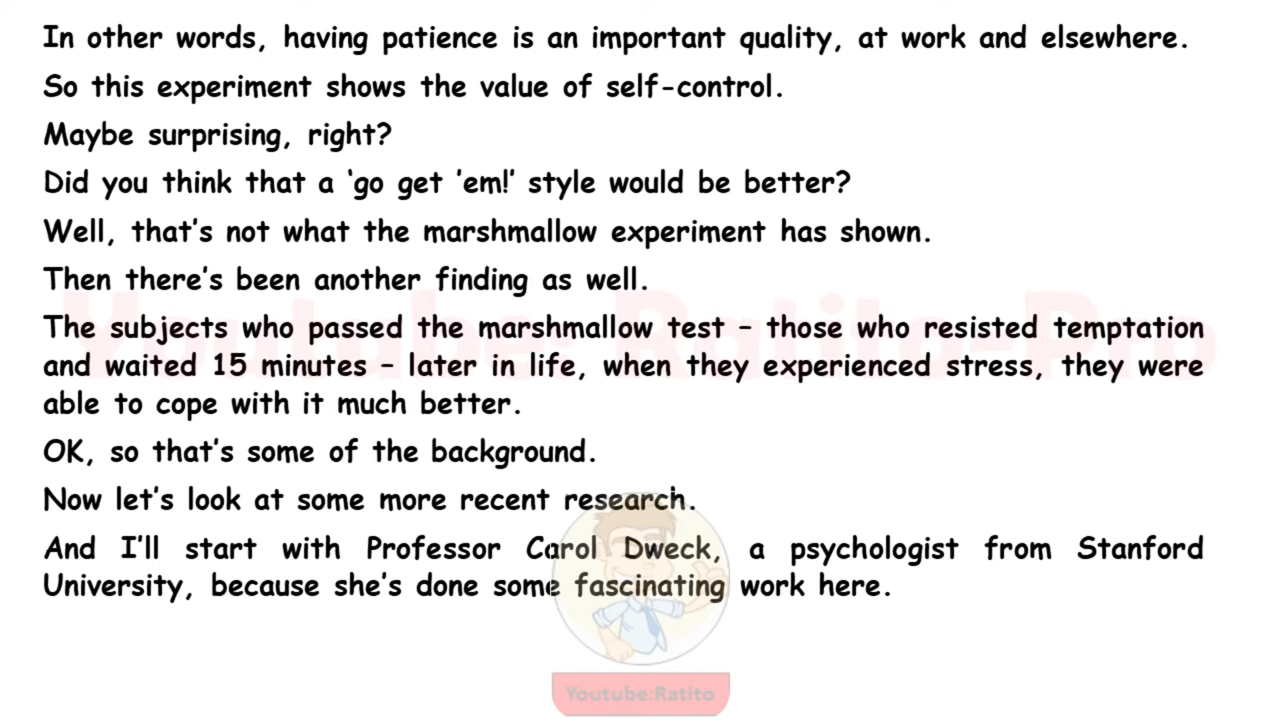 In other words, having patience is an important quality, at work and elsewhere.
So this experiment shows the value of self-control.
Maybe surprising, right?
Did you think that a ‘go get ’em!’ style would be better?
Well, that’s not what the marshmallow experiment has shown.
Then there’s been another finding as well.
Youtube: Ratito-Pro
The subjects who passed the marshmallow test – those who resisted temptation
and waited 15 minutes – later in life, when they experienced stress, they were
able to cope with it much better.
OK, so that’s some of the background.
Now let’s look at some more recent research.
And I’ll start with Professor Carol Dweck, a psychologist from Stanford
University, because she’s done some fascinating work here.
Youtube:Ratito